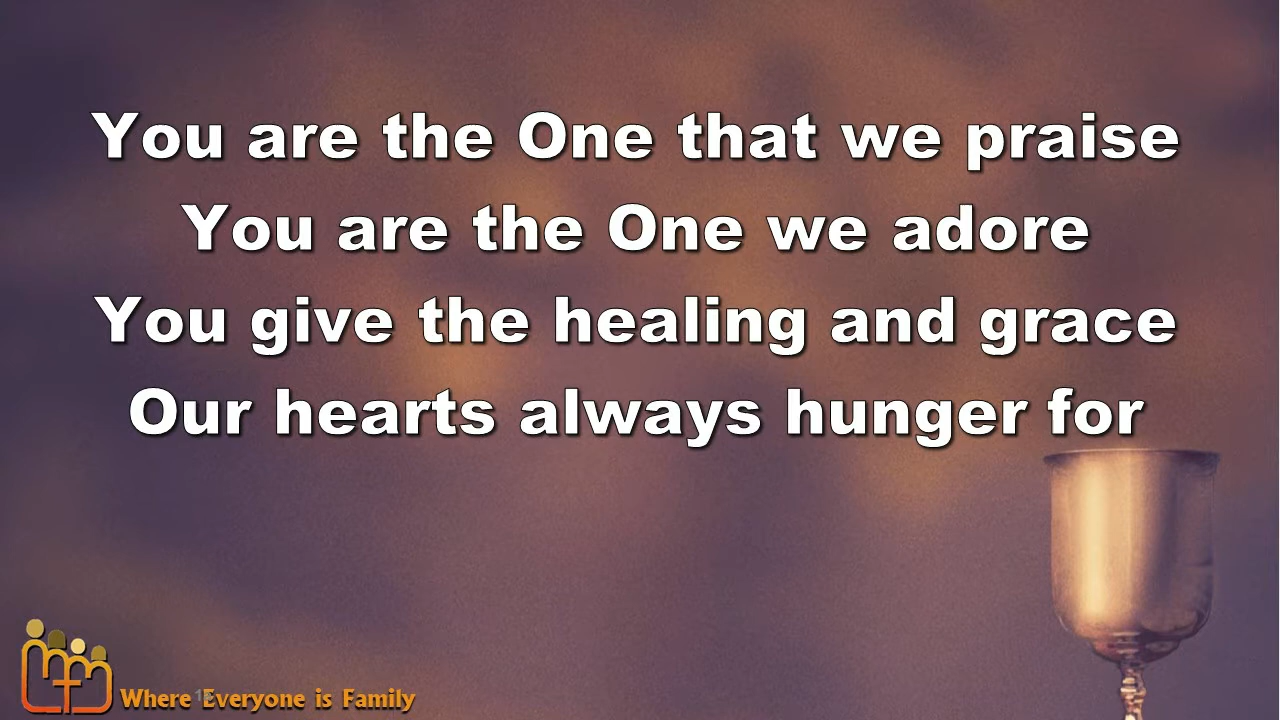 You are the One that we praise
You are the One we adore
You give the healing and grace
Our hearts always hunger for
Where Everyone is Family